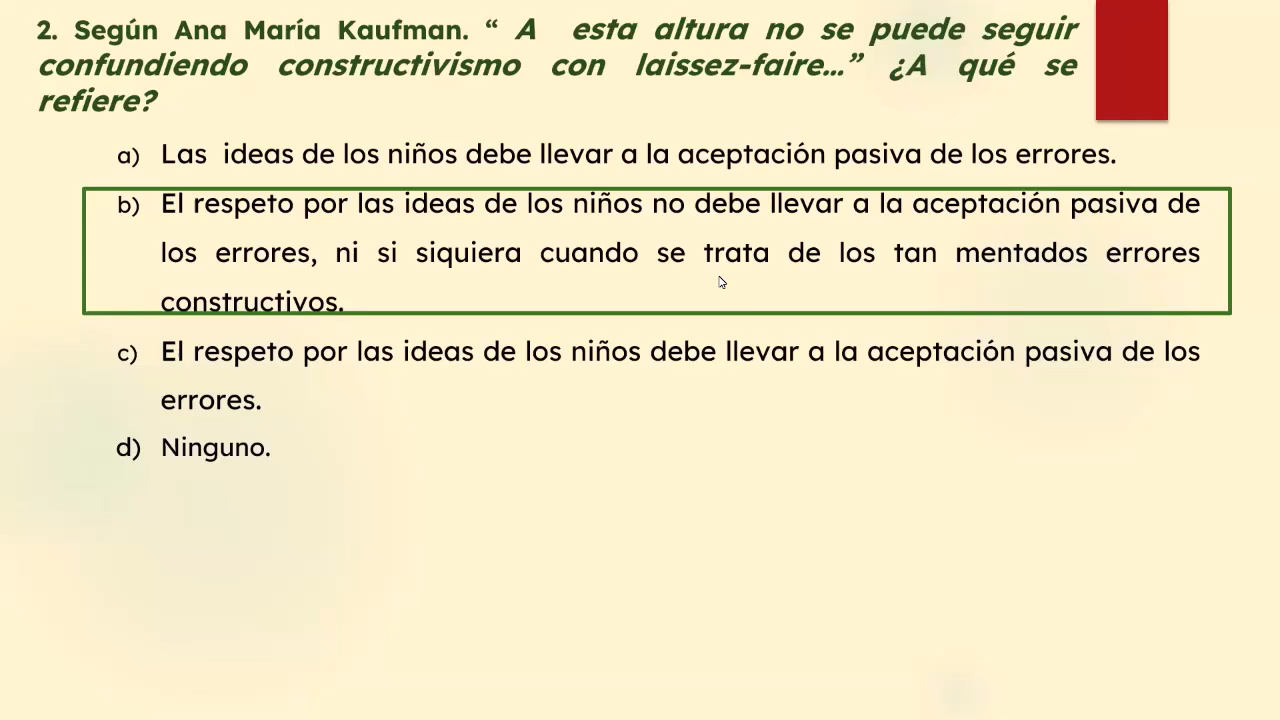 2. Según Ana María Kaufman. “ A esta altura no se puede seguir
confundiendo constructivismo con laissez-faire...” ¿A qué se
refiere?
a) Las ideas de los niños debe llevar a la aceptación pasiva de los errores.
b) El respeto por las ideas de los niños no debe llevar a la aceptación pasiva de
los errores, ni si siquiera cuando se trata de los tan mentados errores
constructivos.
c) El respeto por las ideas de los niños debe llevar a la aceptación pasiva de los
errores.
d) Ninguno.